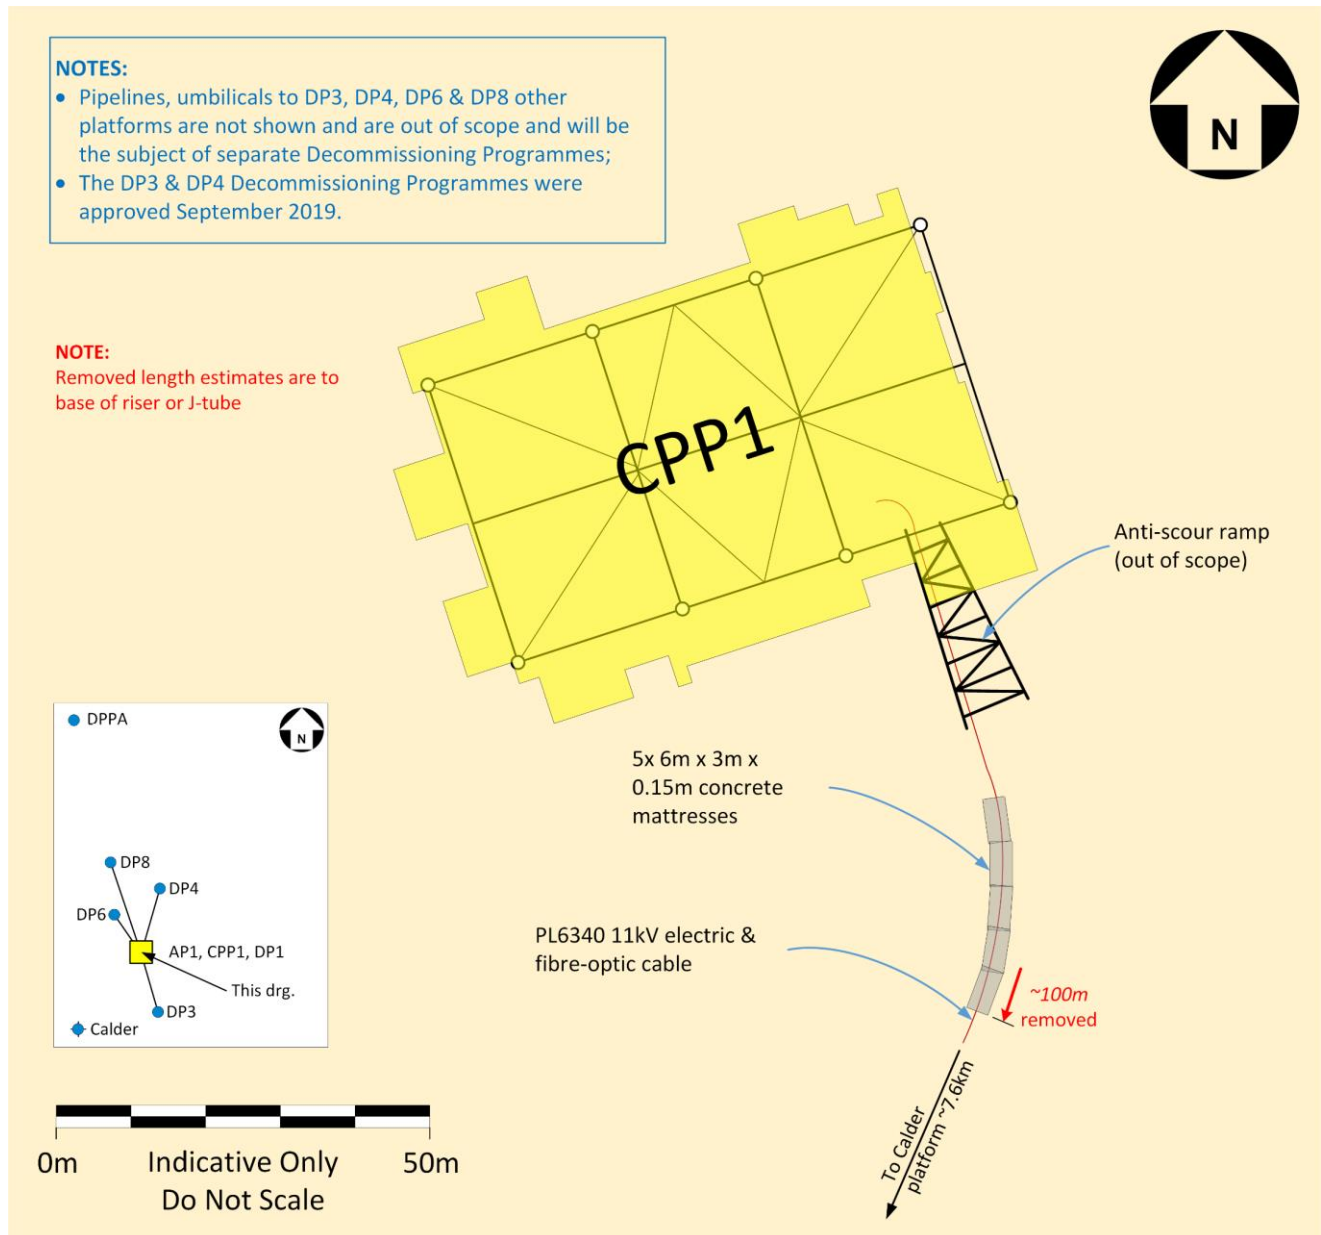 NOTES:
• Pipelines, umbilicals to DP3, DP4, DP6 & DP8 other
platforms are not shown and are out of scope and will be
the subject of separate Decommissioning Programmes;
• The DP3 & DP4 Decommissioning Programmes were
approved September 2019.
N
NOTE:
Removed length estimates are to
base of riser or J-tube
CPP1
Anti-scour ramp
(out of scope)
5x 6m x 3m x
0.15m concrete
mattresses
PL6340 11kV electric &
fibre-optic cable
~100m
removed
To Calder
platform ~7.6km
DPPA
N
DP8
DP4
DP6
AP1, CPP1, DP1
This drg.
DP3
Calder
0m
50m
Indicative Only
Do Not Scale